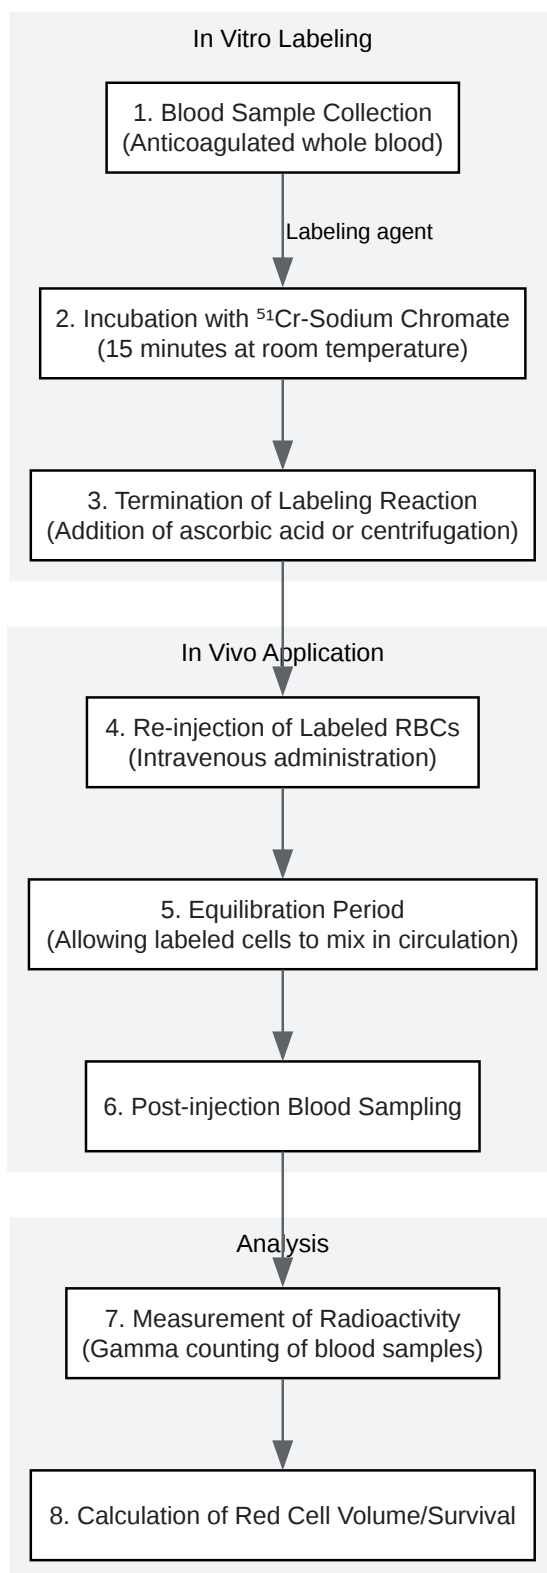 In Vitro Labeling
1. Blood Sample Collection
(Anticoagulated whole blood)
Labeling agent
2. Incubation with ⁵¹Cr-Sodium Chromate
(15 minutes at room temperature)
3. Termination of Labeling Reaction
(Addition of ascorbic acid or centrifugation)
In Vivo Application
4. Re-injection of Labeled RBCs
(Intravenous administration)
5. Equilibration Period
(Allowing labeled cells to mix in circulation)
6. Post-injection Blood Sampling
Analysis
7. Measurement of Radioactivity
(Gamma counting of blood samples)
8. Calculation of Red Cell Volume/Survival